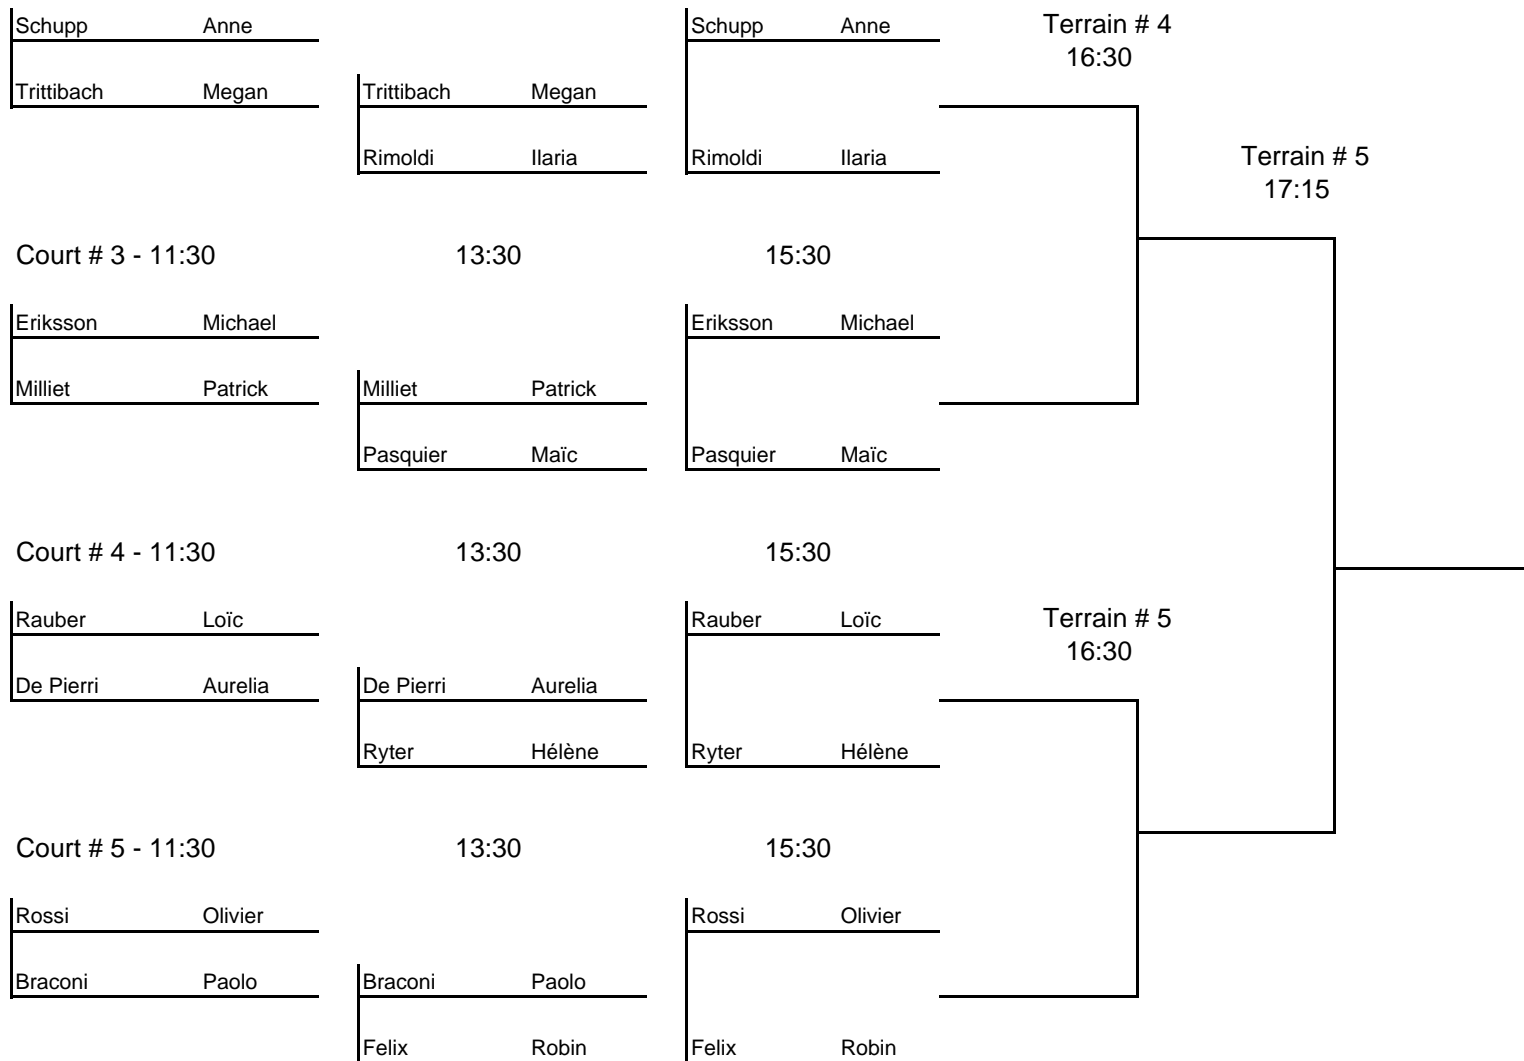 Schupp Anne Schupp Anne Terrain # 4
16:30
Trittibach Megan Trittibach Megan
Rimoldi Ilaria Rimoldi Ilaria Terrain # 5
17:15
Court # 3 - 11:30 13:30 15:30
Eriksson Michael Eriksson Michael
Milliet Patrick Milliet Patrick
Pasquier Maïc Pasquier Maïc
Court # 4 - 11:30 13:30 15:30
Rauber Loïc Rauber Loïc Terrain # 5
16:30
De Pierri Aurelia De Pierri Aurelia
Ryter Hélène Ryter Hélène
Court # 5 - 11:30 13:30 15:30
Rossi Olivier Rossi Olivier
Braconi Paolo Braconi Paolo
Felix Robin Felix Robin